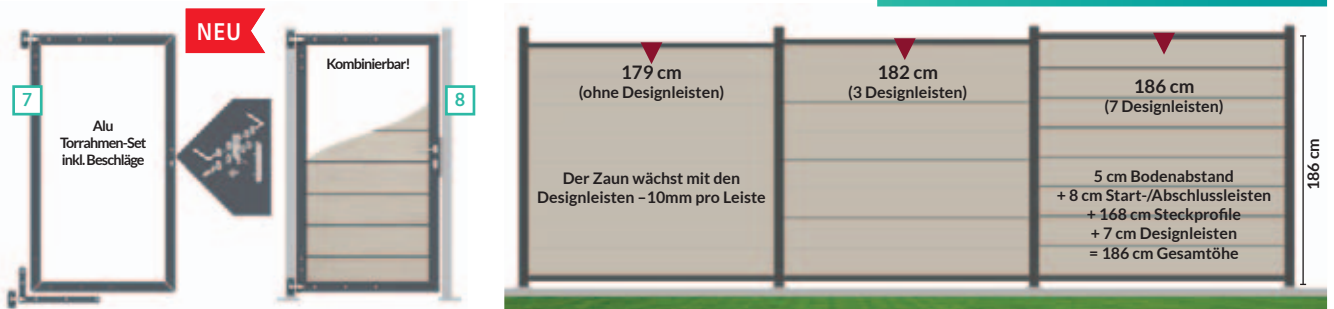 NEU
7
Alu
Torrahmen-Set
inkl. Beschläge
Kombinierbar!
8
179 cm
(ohne Designleisten)
Der Zaun wächst mit den
Designleisten –10mm pro Leiste
182 cm
(3 Designleisten)
186 cm
(7 Designleisten)
5 cm Bodenabstand
+ 8 cm Start-/Abschlussleisten
+ 168 cm Steckprofile
+ 7 cm Designleisten
= 186 cm Gesamtöhe
186 cm